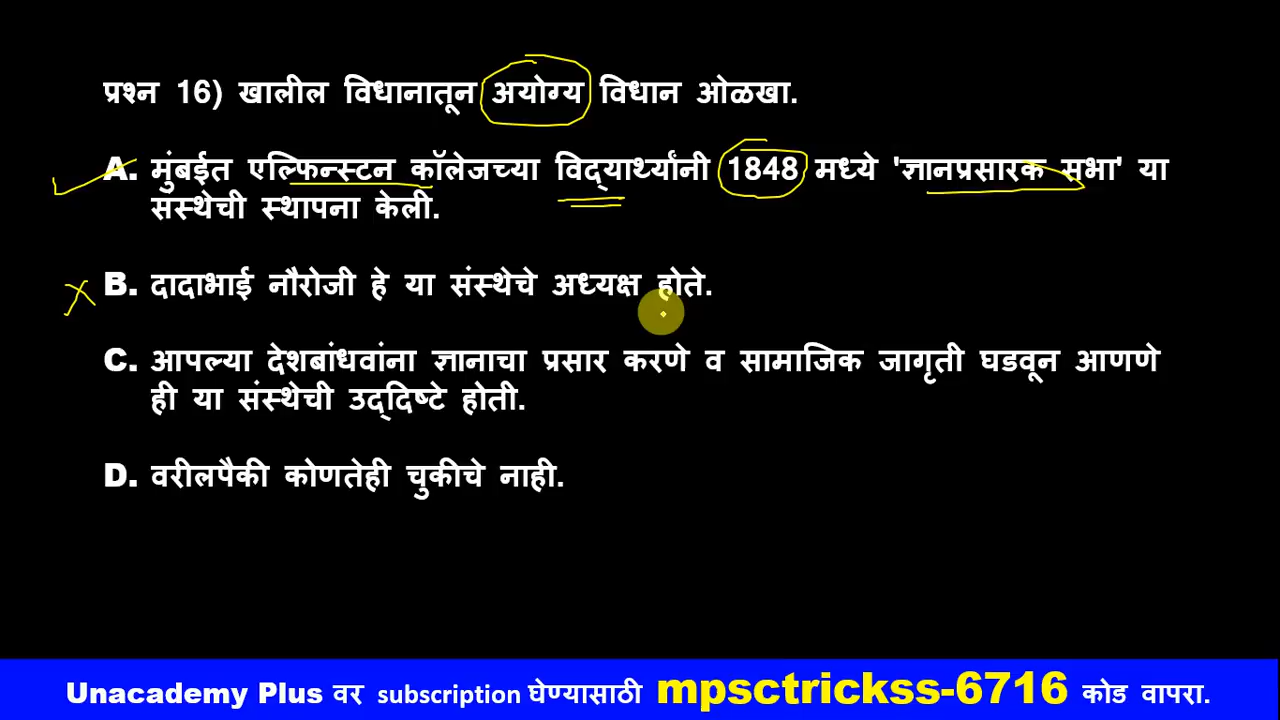 प्रश्न 16) खालील विधानातून अयोग्य विधान ओळखा.
A. मुंबईत एल्फिन्स्टन कॉलेजच्या विद्यार्थ्यांनी 1848 मध्ये 'ज्ञानप्रसारक सभा' या
संस्थेची स्थापना केली.
B. दादाभाई नौरोजी हे या संस्थेचे अध्यक्ष होते.
C. आपल्या देशबांधवांना ज्ञानाचा प्रसार करणे व सामाजिक जागृती घडवून आणणे
ही या संस्थेची उद्दिष्टे होती.
D. वरीलपैकी कोणतेही चुकीचे नाही.
Unacademy Plus वर subscription घेण्यासाठी mpsctrickss-6716 कोड वापरा.